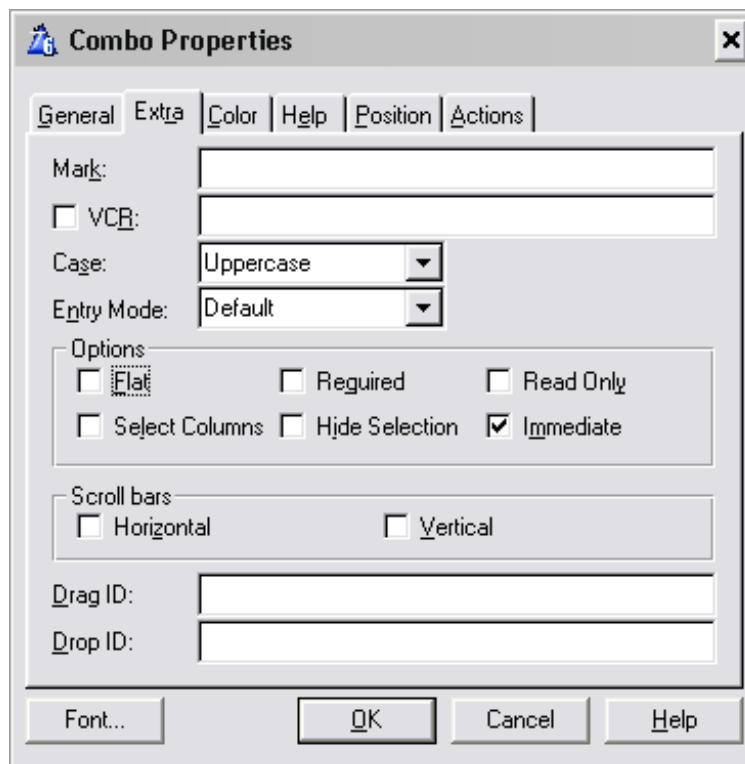 Combo Properties
General Extra Color Help Position Actions
Mark:
VCR:
Case: Uppercase
Entry Mode: Default
Options
Flat Required Read Only
Select Columns Hide Selection Immediate
Scroll bars
Horizontal Vertical
Drag ID:
Drop ID:
Font... OK Cancel Help